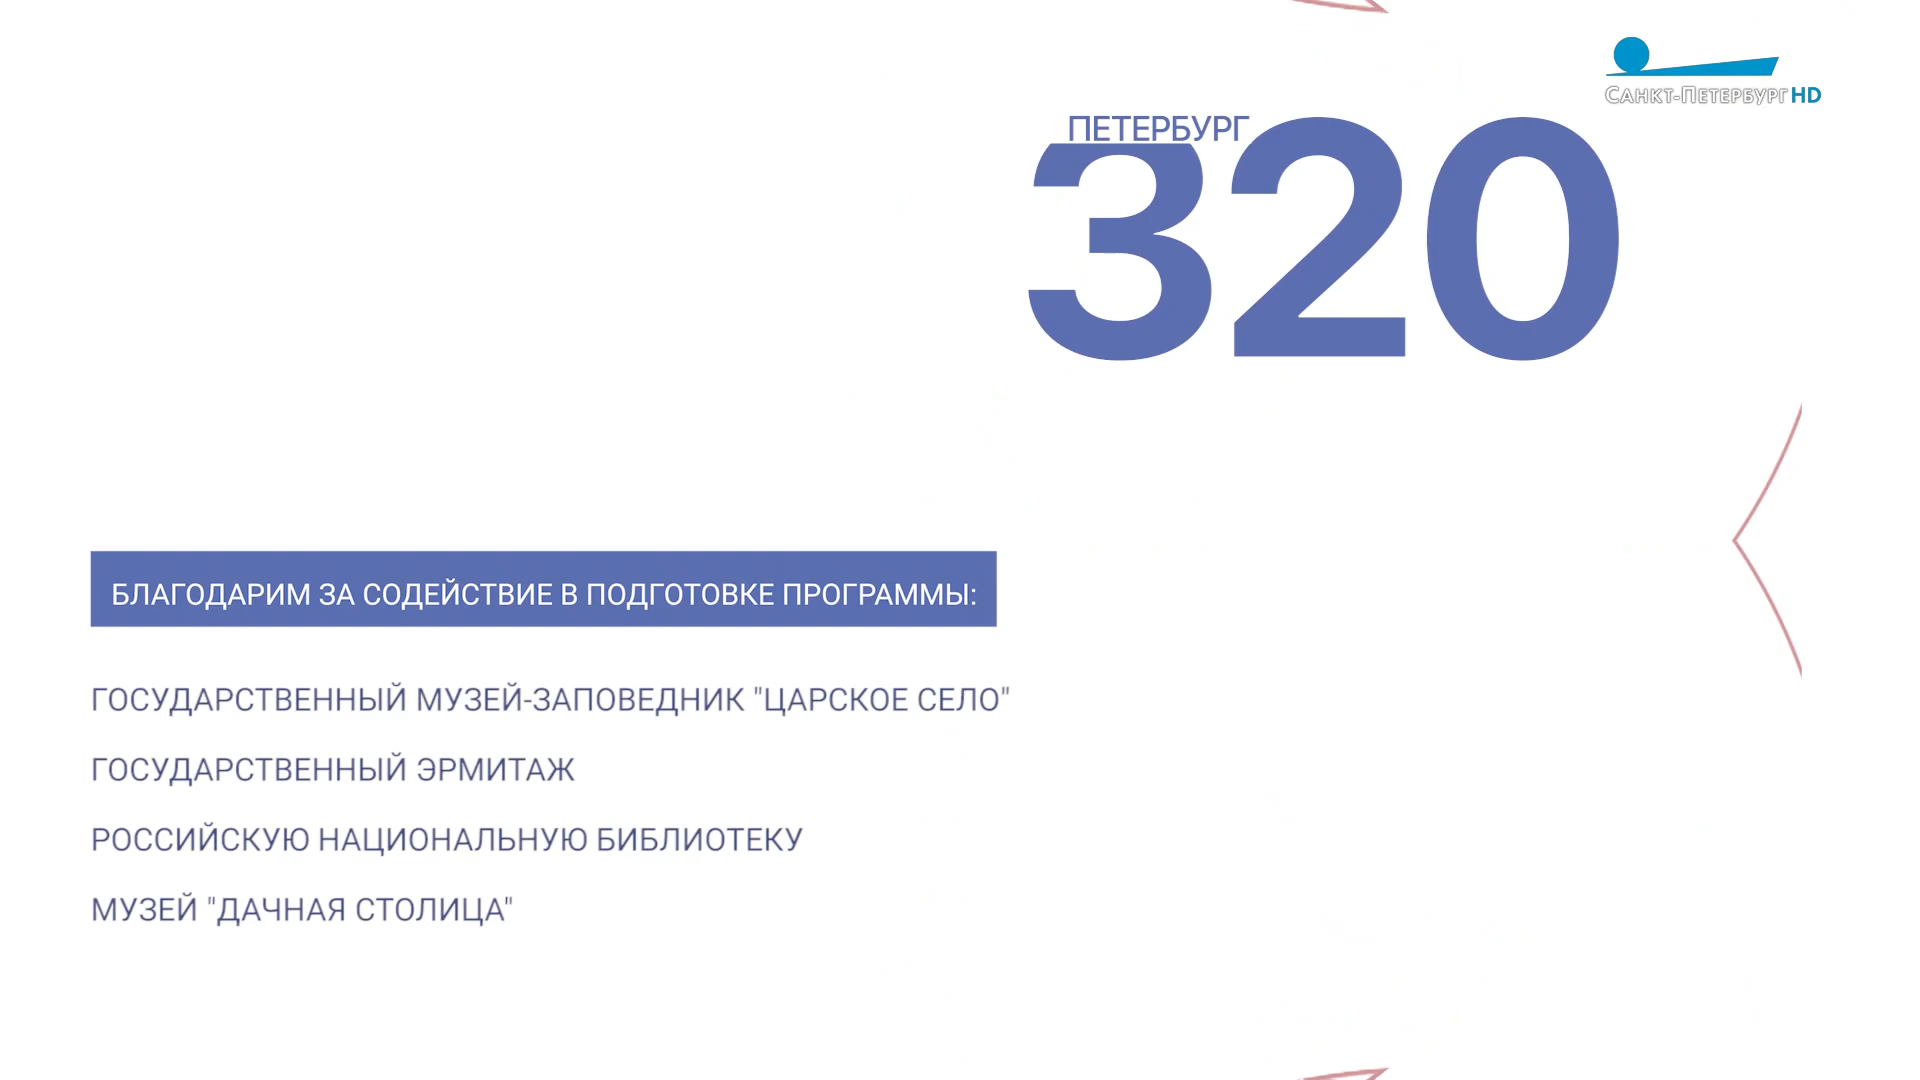 САНКТ-ПЕТЕРБУРГ HD
ПЕТЕРБУРГ
320
БЛАГОДАРИМ ЗА СОДЕЙСТВИЕ В ПОДГОТОВКЕ ПРОГРАММЫ:
ГОСУДАРСТВЕННЫЙ МУЗЕЙ-ЗАПОВЕДНИК "ЦАРСКОЕ СЕЛО"
ГОСУДАРСТВЕННЫЙ ЭРМИТАЖ
РОССИЙСКУЮ НАЦИОНАЛЬНУЮ БИБЛИОТЕКУ
МУЗЕЙ "ДАЧНАЯ СТОЛИЦА"